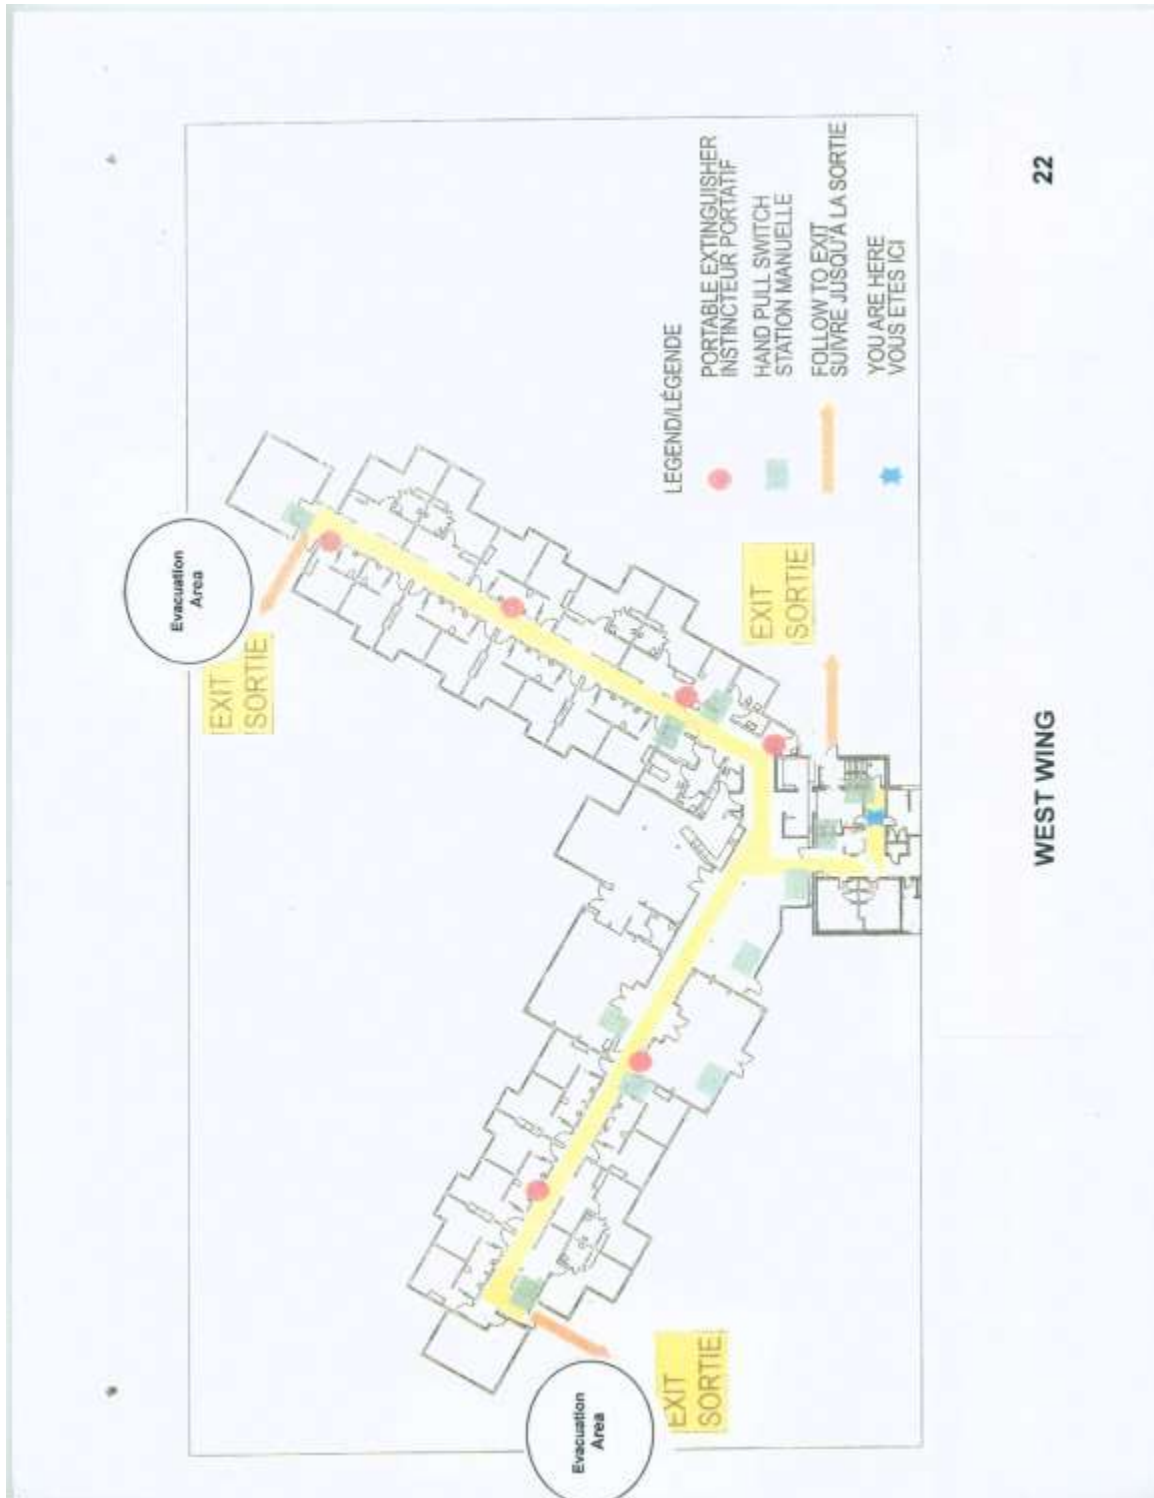 Evacuation
Area
EXIT
SORTIE
Evacuation
Area
EXIT
SORTIE
EXIT
SORTIE
LEGEND/LÉGENDE
PORTABLE EXTINGUISHER
INSTINCTEUR PORTATIF
HAND PULL SWITCH
STATION MANUELLE
FOLLOW TO EXIT
SUIVRE JUSQU'À LA SORTIE
YOU ARE HERE
VOUS ETES ICI
WEST WING
22